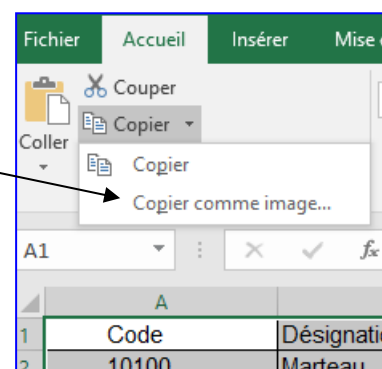 Fichier Accueil Insérer Mise
Couper
Copier
Coller
Copier
Copier comme image...
A1 fx
A
1 Code Désignati
2 10100 Marteau